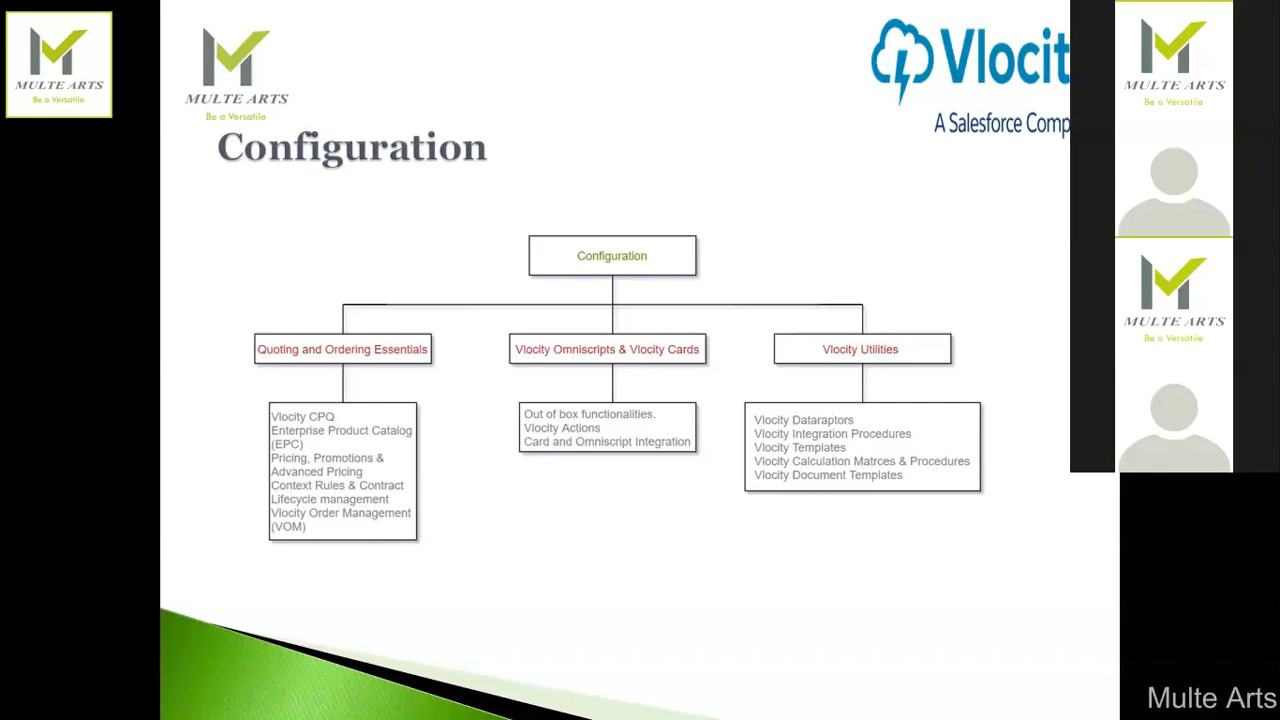 MULTE ARTS
Be a Versatile
MULTE ARTS
Be a Versatile
Vlocit
A Salesforce Comp
MULTE ARTS
Be a Versatile
Configuration
Configuration
Quoting and Ordering Essentials
Vlocity Omniscripts & Vlocity Cards
Vlocity Utilities
Vlocity CPQ
Enterprise Product Catalog
(EPC)
Pricing, Promotions &
Advanced Pricing
Context Rules & Contract
Lifecycle management
Vlocity Order Management
(VOM)
Out of box functionalities.
Vlocity Actions
Card and Omniscript Integration
Vlocity Dataraptors
Vlocity Integration Procedures
Vlocity Templates
Vlocity Calculation Matrces & Procedures
Vlocity Document Templates
MULTE ARTS
Be a Versatile
Multe Arts